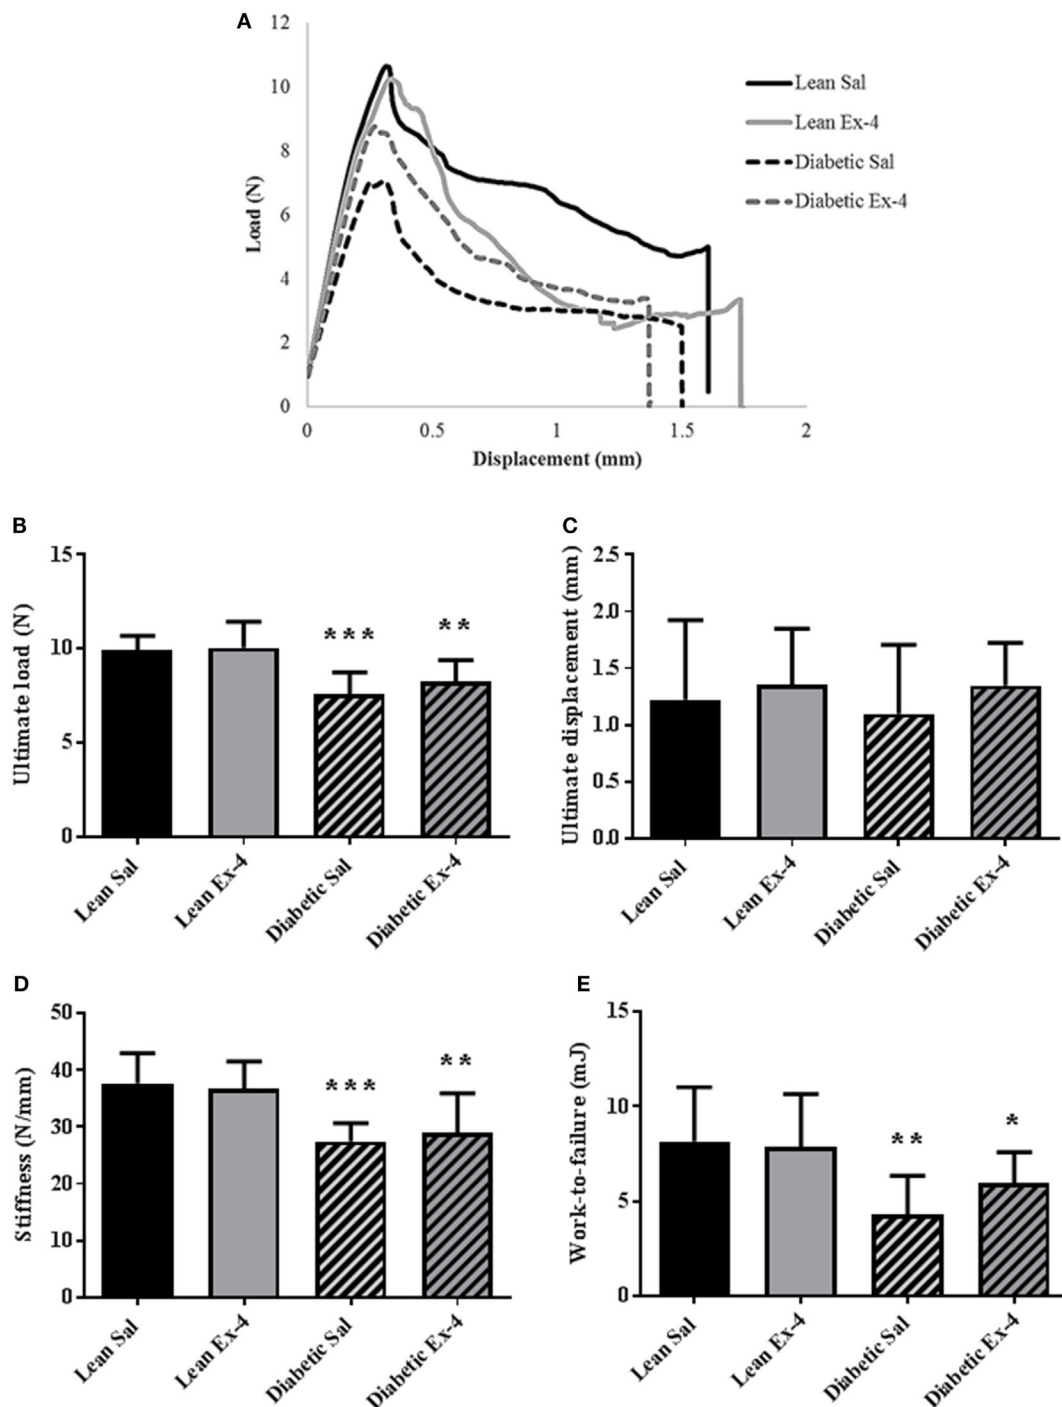 A
12
10
8
6
4
2
0
Load (N)
0 0.5 1 1.5 2
Displacement (mm)
Lean Sal
Lean Ex-4
Diabetic Sal
Diabetic Ex-4
B
15
10
5
0
Ultimate load (N)
***
**
Lean Sal
Lean Ex-4
Diabetic Sal
Diabetic Ex-4
C
2.5
2.0
1.5
1.0
0.5
0.0
Ultimate displacement (mm)
Lean Sal
Lean Ex-4
Diabetic Sal
Diabetic Ex-4
D
50
40
30
20
10
0
Stiffness (N/mm)
***
**
Lean Sal
Lean Ex-4
Diabetic Sal
Diabetic Ex-4
E
15
10
5
0
Work-to-failure (mJ)
**
*
Lean Sal
Lean Ex-4
Diabetic Sal
Diabetic Ex-4